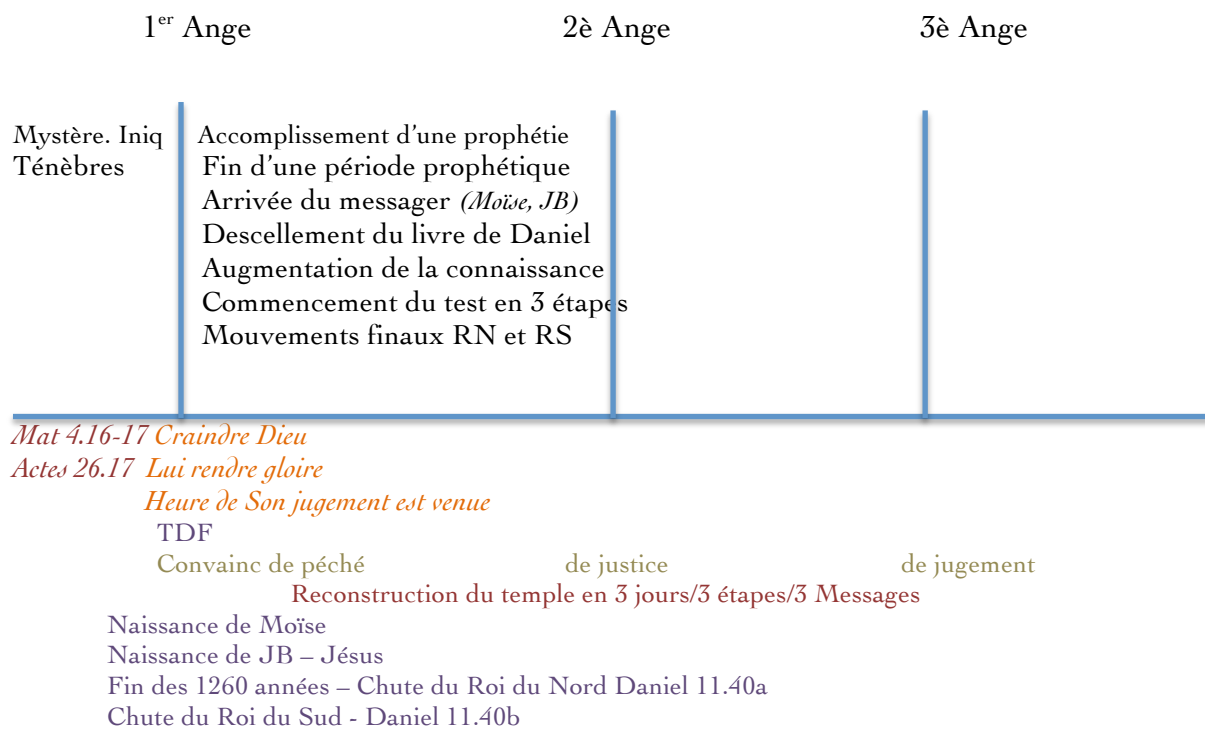 1er Ange 2è Ange 3è Ange
Mystère. Iniq Accomplissement d’une prophétie
Ténèbres Fin d’une période prophétique
Arrivée du messager (Moïse, JB)
Descellement du livre de Daniel
Augmentation de la connaissance
Commencement du test en 3 étapes
Mouvements finaux RN et RS
Mat 4.16-17 Craindre Dieu
Actes 26.17 Lui rendre gloire
Heure de Son jugement est venue
TDF
Convainc de péché de justice de jugement
Reconstruction du temple en 3 jours/3 étapes/3 Messages
Naissance de Moïse
Naissance de JB – Jésus
Fin des 1260 années – Chute du Roi du Nord Daniel 11.40a
Chute du Roi du Sud - Daniel 11.40b